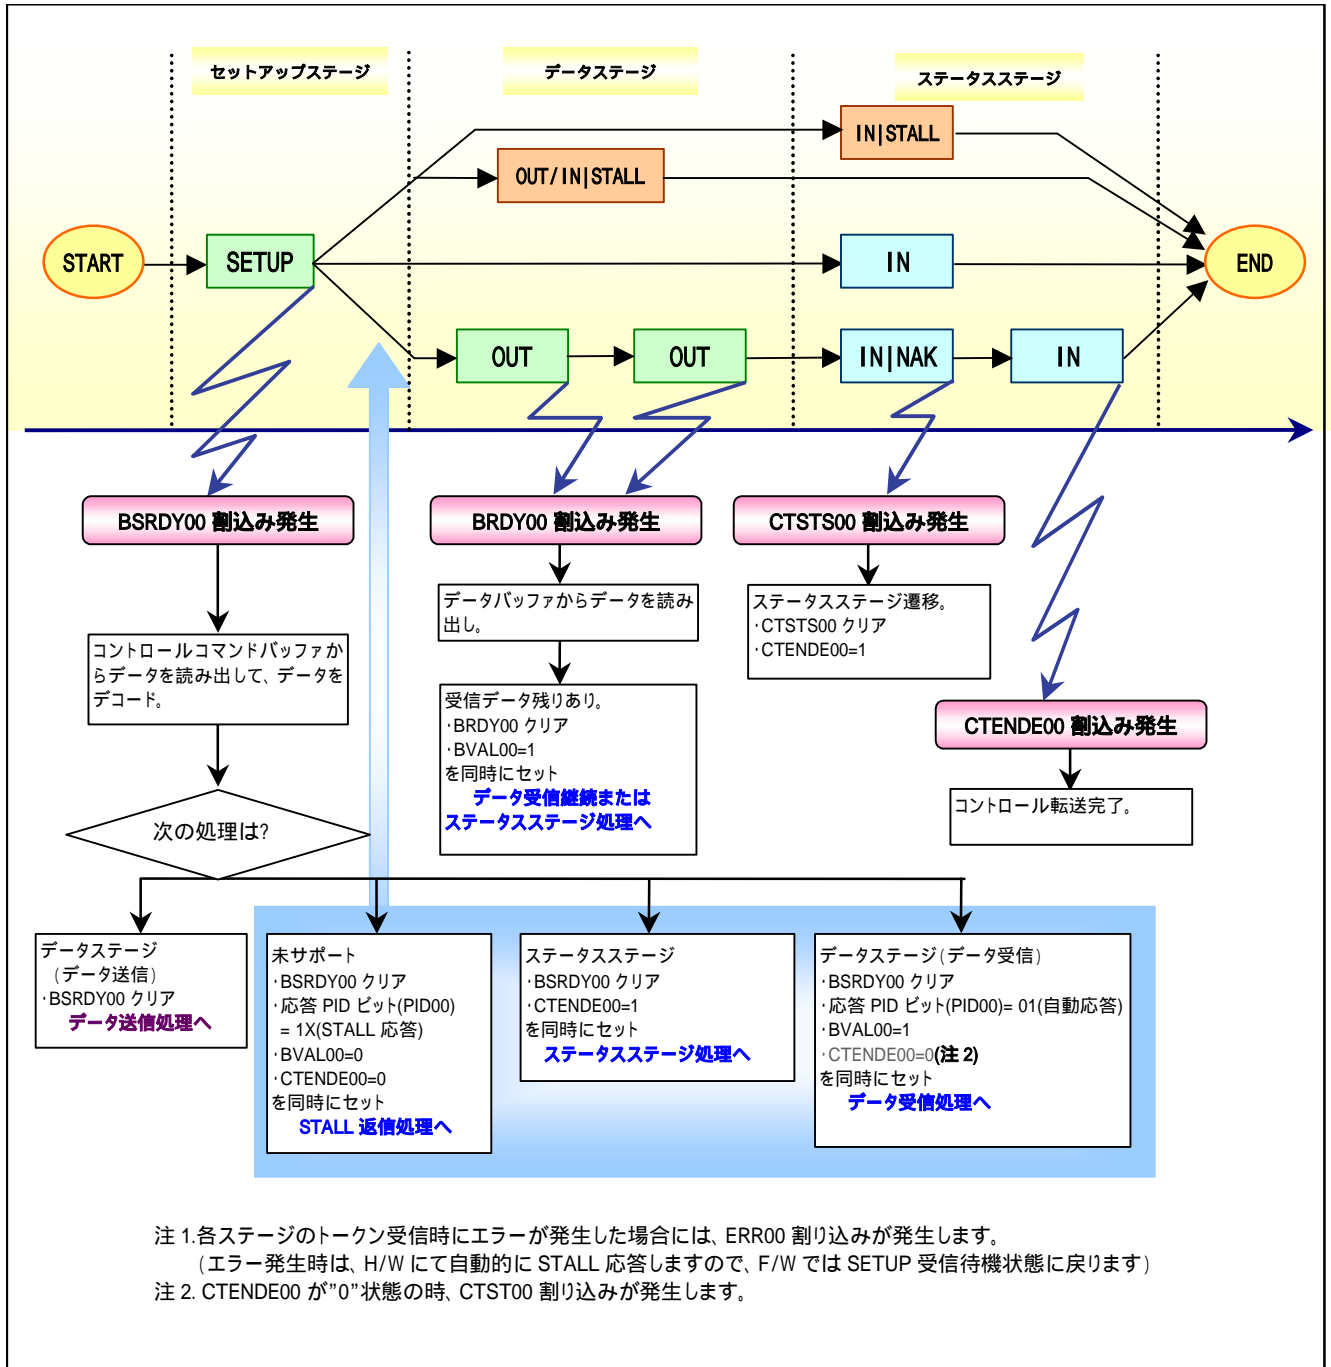 セットアップステージ
データステージ
ステータスステージ
IN|STALL
OUT/IN|STALL
START
SETUP
IN
END
OUT
OUT
IN|NAK
IN
BSRDY00 割込み発生
BRDY00 割込み発生
CTSTS00 割込み発生
データバッファからデータを読み
出し。
ステータスステージ遷移。
・CTSTS00 クリア
・CTENDE00=1
コントロールコマンドバッファか
らデータを読み出して、データを
デコード。
受信データ残りあり。
・BRDY00 クリア
・BVAL00=1
を同時にセット
データ受信継続または
ステータスステージ処理へ
CTENDE00 割込み発生
コントロール転送完了。
次の処理は?
データステージ
(データ送信)
・BSRDY00 クリア
データ送信処理へ
未サポート
・BSRDY00 クリア
・応答 PID ビット(PID00)
= 1X(STALL 応答)
・BVAL00=0
・CTENDE00=0
を同時にセット
STALL 返信処理へ
ステータスステージ
・BSRDY00 クリア
・CTENDE00=1
を同時にセット
ステータスステージ処理へ
データステージ(データ受信)
・BSRDY00 クリア
・応答 PID ビット(PID00)= 01(自動応答)
・BVAL00=1
・CTENDE00=0(注 2)
を同時にセット
データ受信処理へ
注 1.各ステージのトークン受信時にエラーが発生した場合には、ERR00 割り込みが発生します。
(エラー発生時は、H/W にて自動的に STALL 応答しますので、F/W では SETUP 受信待機状態に戻ります)
注 2. CTENDE00 が"0"状態の時、CTST00 割り込みが発生します。